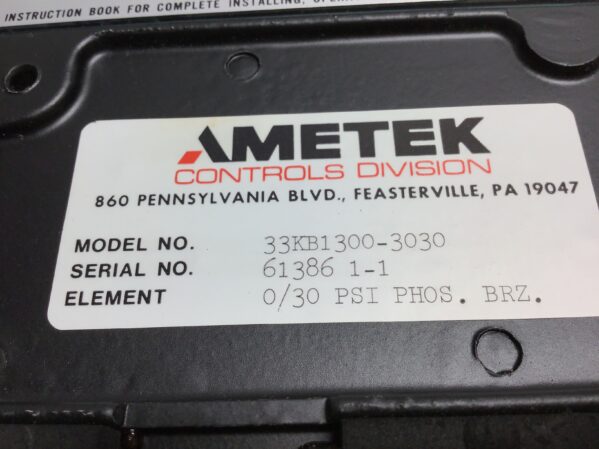 INSTRUCTION BOOK FOR COMPLETE INSTALLING,
AMETEK
CONTROLS DIVISION
860 PENNSYLVANIA BLVD., FEASTERVILLE, PA 19047
MODEL NO. 33KB1300-3030
SERIAL NO. 61386 1-1
ELEMENT 0/30 PSI PHOS. BRZ.